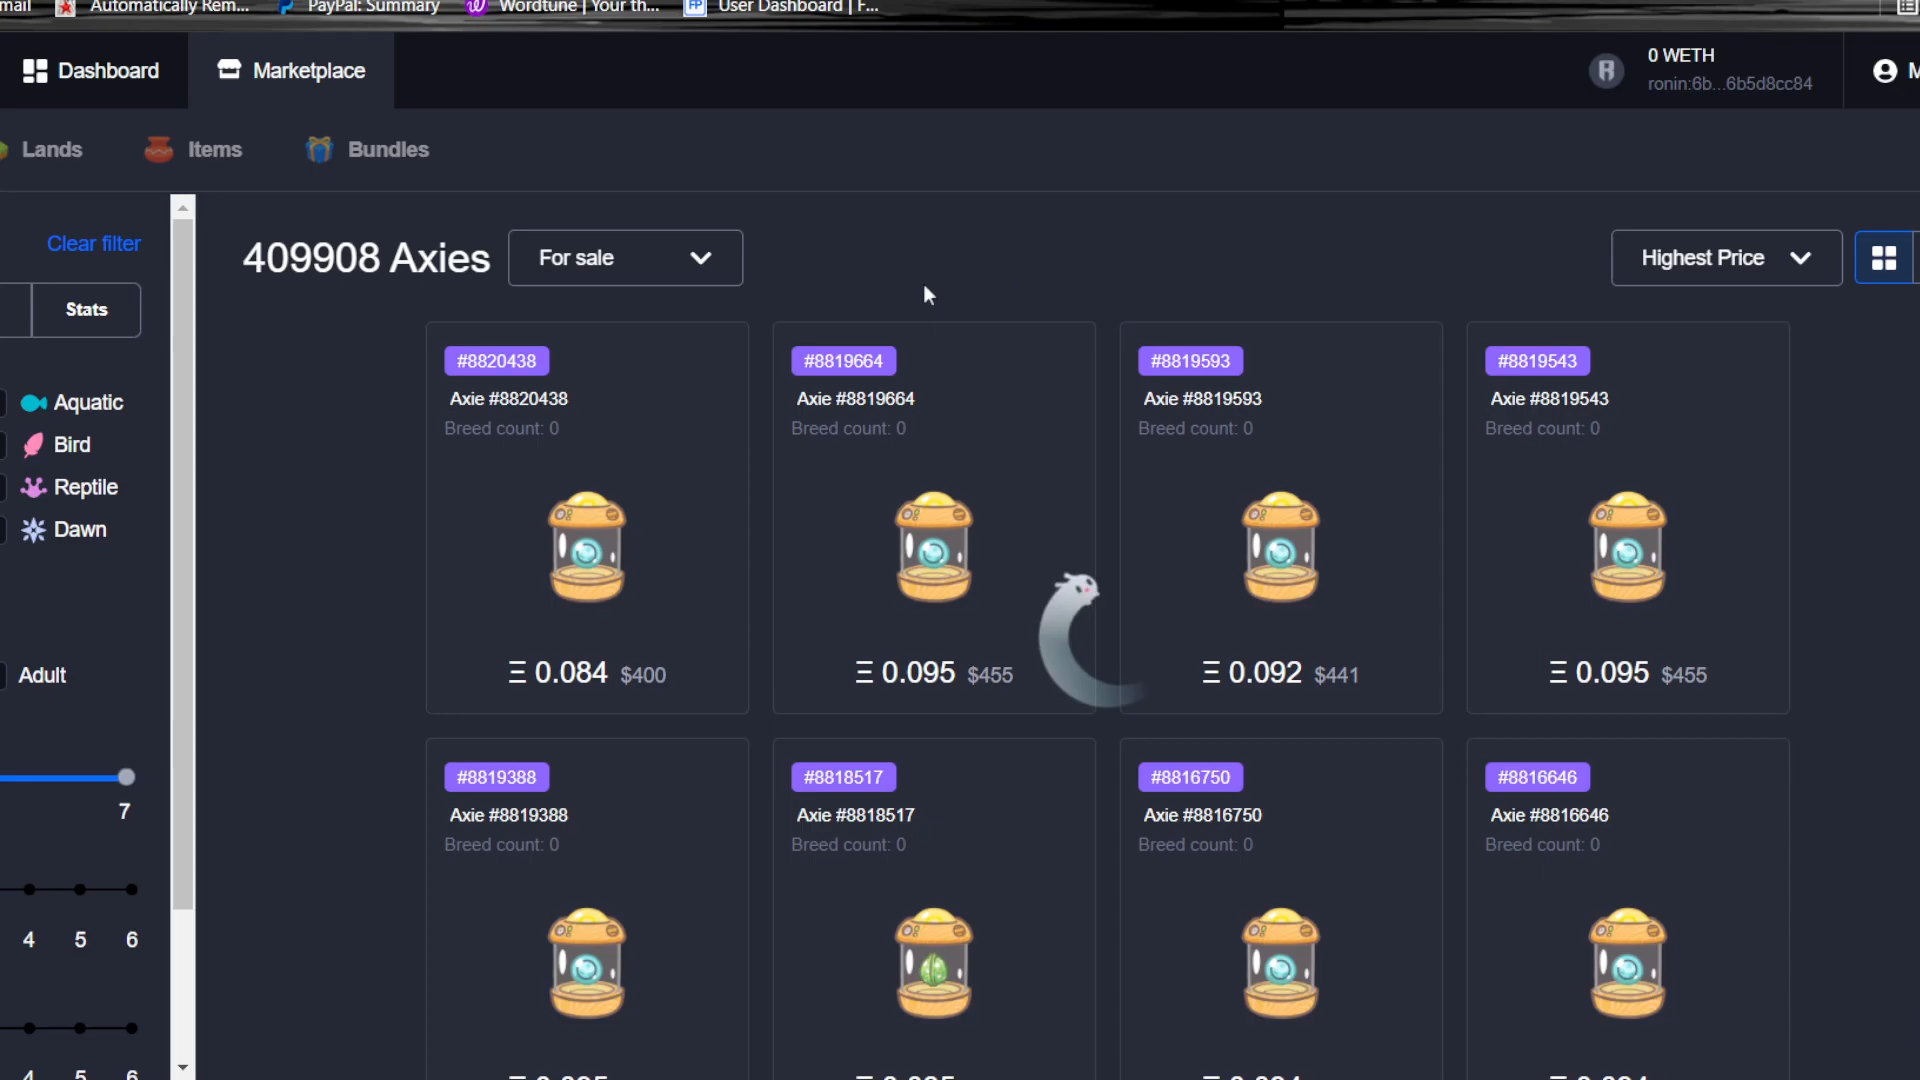 mail Automatically Rem... PayPal: Summary Wordtune | Your th... FP User Dashboard | F...
Dashboard Marketplace 0 WETH
ronin:6b...6b5d8cc84 M
Lands Items Bundles
Clear filter
409908 Axies For sale Highest Price
Stats
#8820438 #8819664 #8819593 #8819543
Axie #8820438 Axie #8819664 Axie #8819593 Axie #8819543
Breed count: 0 Breed count: 0 Breed count: 0 Breed count: 0
Aquatic
Bird
Reptile
Dawn
Adult
Ξ 0.084 $400 Ξ 0.095 $455 Ξ 0.092 $441 Ξ 0.095 $455
7
#8819388 #8818517 #8816750 #8816646
Axie #8819388 Axie #8818517 Axie #8816750 Axie #8816646
Breed count: 0 Breed count: 0 Breed count: 0 Breed count: 0
4 5 6
4 5 6